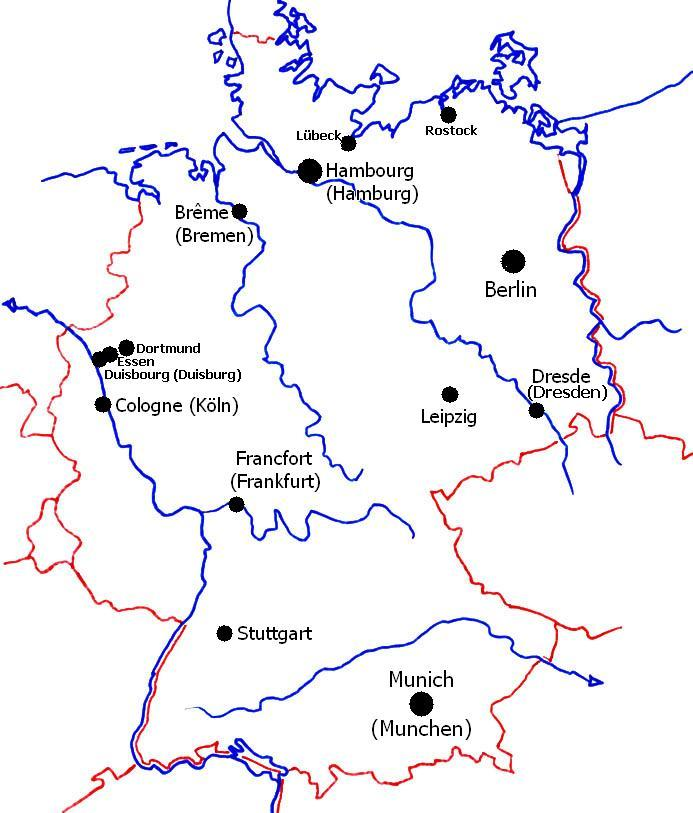 Lübeck
Rostock
Hambourg
(Hamburg)
Brême
(Bremen)
Berlin
Dortmund
Essen
Duisbourg (Duisburg)
Cologne (Köln)
Dresde
(Dresden)
Leipzig
Francfort
(Frankfurt)
Stuttgart
Munich
(Munchen)